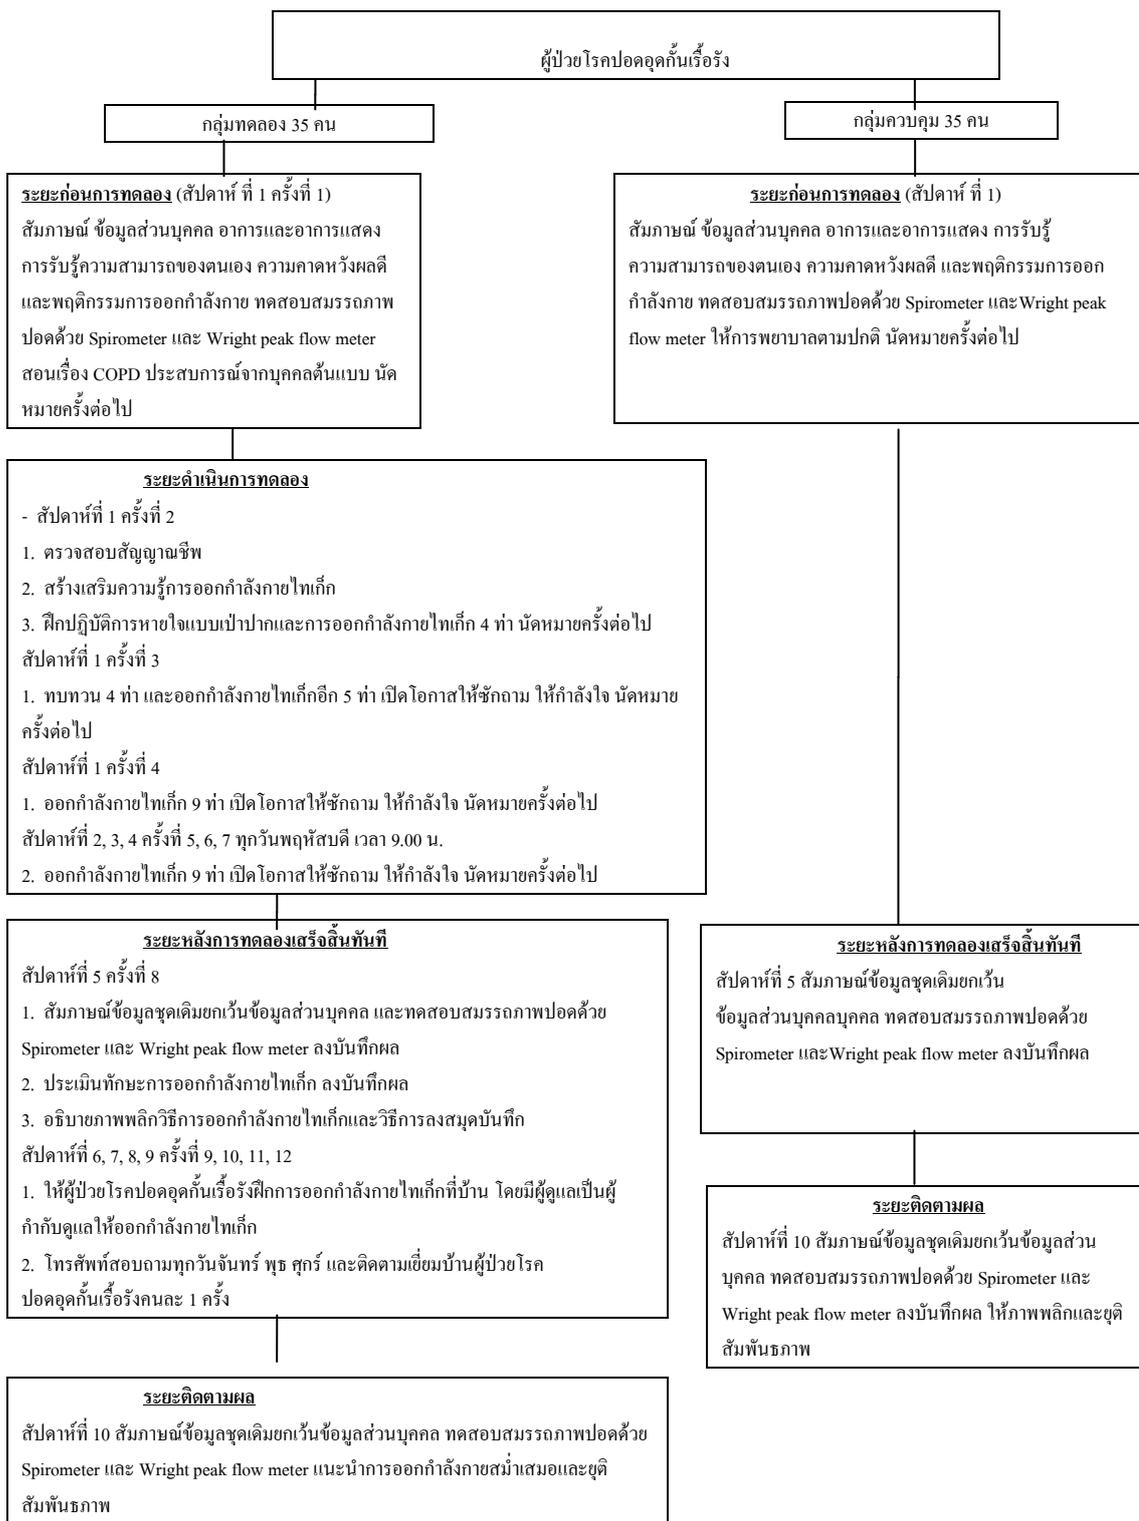 ผู้ป่วยโรคปอดอุดกั้นเรื้อรัง
กลุ่มทดลอง 35 คน
ระยะก่อนการทดลอง (สัปดาห์ ที่ 1 ครั้งที่ 1)
สัมภาษณ์ ข้อมูลส่วนบุคคล อาการและอาการแสดง
การรับรู้ความสามารถของตนเอง ความคาดหวังผลดี
และพฤติกรรมการออกกำลังกาย ทดสอบสมรรถภาพ
ปอดด้วย Spirometer และ Wright peak flow meter
สอนเรื่อง COPD ประสบการณ์จากบุคคลต้นแบบ นัด
หมายครั้งต่อไป
ระยะดำเนินการทดลอง
- สัปดาห์ที่ 1 ครั้งที่ 2
1. ตรวจสอบสัญญาณชีพ
2. สร้างเสริมความรู้การออกกำลังกายไทเก็ก
3. ฝึกปฏิบัติการหายใจแบบเป่าปากและการออกกำลังกายไทเก็ก 4 ท่า นัดหมายครั้งต่อไป
สัปดาห์ที่ 1 ครั้งที่ 3
1. ทบทวน 4 ท่า และออกกำลังกายไทเก็กอีก 5 ท่า เปิดโอกาสให้ซักถาม ให้กำลังใจ นัดหมาย
ครั้งต่อไป
สัปดาห์ที่ 1 ครั้งที่ 4
1. ออกกำลังกายไทเก็ก 9 ท่า เปิดโอกาสให้ซักถาม ให้กำลังใจ นัดหมายครั้งต่อไป
สัปดาห์ที่ 2, 3, 4 ครั้งที่ 5, 6, 7 ทุกวันพฤหัสบดี เวลา 9.00 น.
2. ออกกำลังกายไทเก็ก 9 ท่า เปิดโอกาสให้ซักถาม ให้กำลังใจ นัดหมายครั้งต่อไป
ระยะหลังการทดลองเสร็จสิ้นทันที
สัปดาห์ที่ 5 ครั้งที่ 8
1. สัมภาษณ์ข้อมูลชุดเดิมยกเว้นข้อมูลส่วนบุคคล และทดสอบสมรรถภาพปอดด้วย
Spirometer และ Wright peak flow meter ลงบันทึกผล
2. ประเมินทักษะการออกกำลังกายไทเก็ก ลงบันทึกผล
3. อธิบายภาพพลิกวิธีการออกกำลังกายไทเก็กและวิธีการลงสมุดบันทึก
สัปดาห์ที่ 6, 7, 8, 9 ครั้งที่ 9, 10, 11, 12
1. ให้ผู้ป่วยโรคปอดอุดกั้นเรื้อรังฝึกการออกกำลังกายไทเก็กที่บ้าน โดยมีผู้ดูแลเป็นผู้
กำกับดูแลให้ออกกำลังกายไทเก็ก
2. โทรศัพท์สอบถามทุกวันจันทร์ พุธ ศุกร์ และติดตามเยี่ยมบ้านผู้ป่วยโรค
ปอดอุดกั้นเรื้อรังคนละ 1 ครั้ง
ระยะติดตามผล
สัปดาห์ที่ 10 สัมภาษณ์ข้อมูลชุดเดิมยกเว้นข้อมูลส่วนบุคคล ทดสอบสมรรถภาพปอดด้วย
Spirometer และ Wright peak flow meter แนะนำการออกกำลังกายสม่ำเสมอและยุติ
สัมพันธภาพ
กลุ่มควบคุม 35 คน
ระยะก่อนการทดลอง (สัปดาห์ ที่ 1)
สัมภาษณ์ ข้อมูลส่วนบุคคล อาการและอาการแสดง การรับรู้
ความสามารถของตนเอง ความคาดหวังผลดี และพฤติกรรมการออก
กำลังกาย ทดสอบสมรรถภาพปอดด้วย Spirometer และWright peak
flow meter ให้การพยาบาลตามปกติ นัดหมายครั้งต่อไป
ระยะหลังการทดลองเสร็จสิ้นทันที
สัปดาห์ที่ 5 สัมภาษณ์ข้อมูลชุดเดิมยกเว้น
ข้อมูลส่วนบุคคลบุคคล ทดสอบสมรรถภาพปอดด้วย
Spirometer และWright peak flow meter ลงบันทึกผล
ระยะติดตามผล
สัปดาห์ที่ 10 สัมภาษณ์ข้อมูลชุดเดิมยกเว้นข้อมูลส่วน
บุคคล ทดสอบสมรรถภาพปอดด้วย Spirometer และ
Wright peak flow meter ลงบันทึกผล ให้ภาพพลิกและยุติ
สัมพันธภาพ